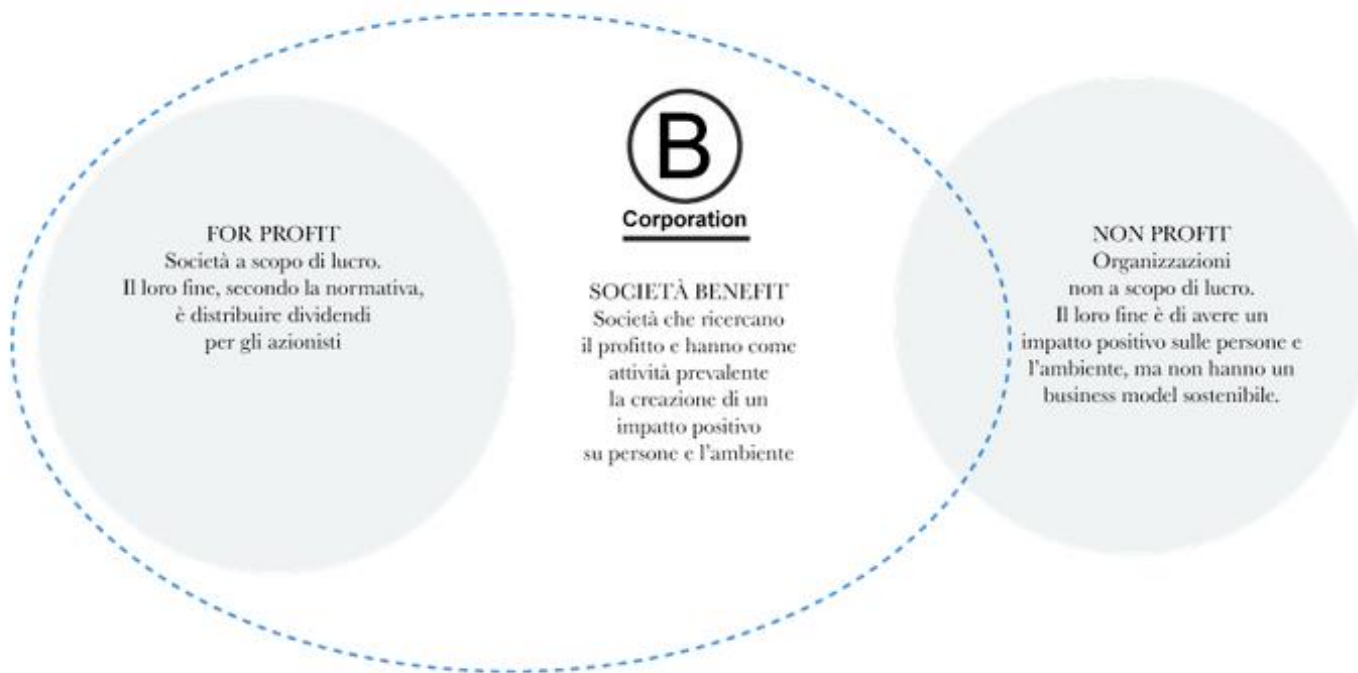 FOR PROFIT
Società a scopo di lucro.
Il loro fine, secondo la normativa,
è distribuire dividendi
per gli azionisti
B
Corporation
SOCIETÀ BENEFIT
Società che ricercano
il profitto e hanno come
attività prevalente
la creazione di un
impatto positivo
su persone e l'ambiente
NON PROFIT
Organizzazioni
non a scopo di lucro.
Il loro fine è di avere un
impatto positivo sulle persone e
l'ambiente, ma non hanno un
business model sostenibile.